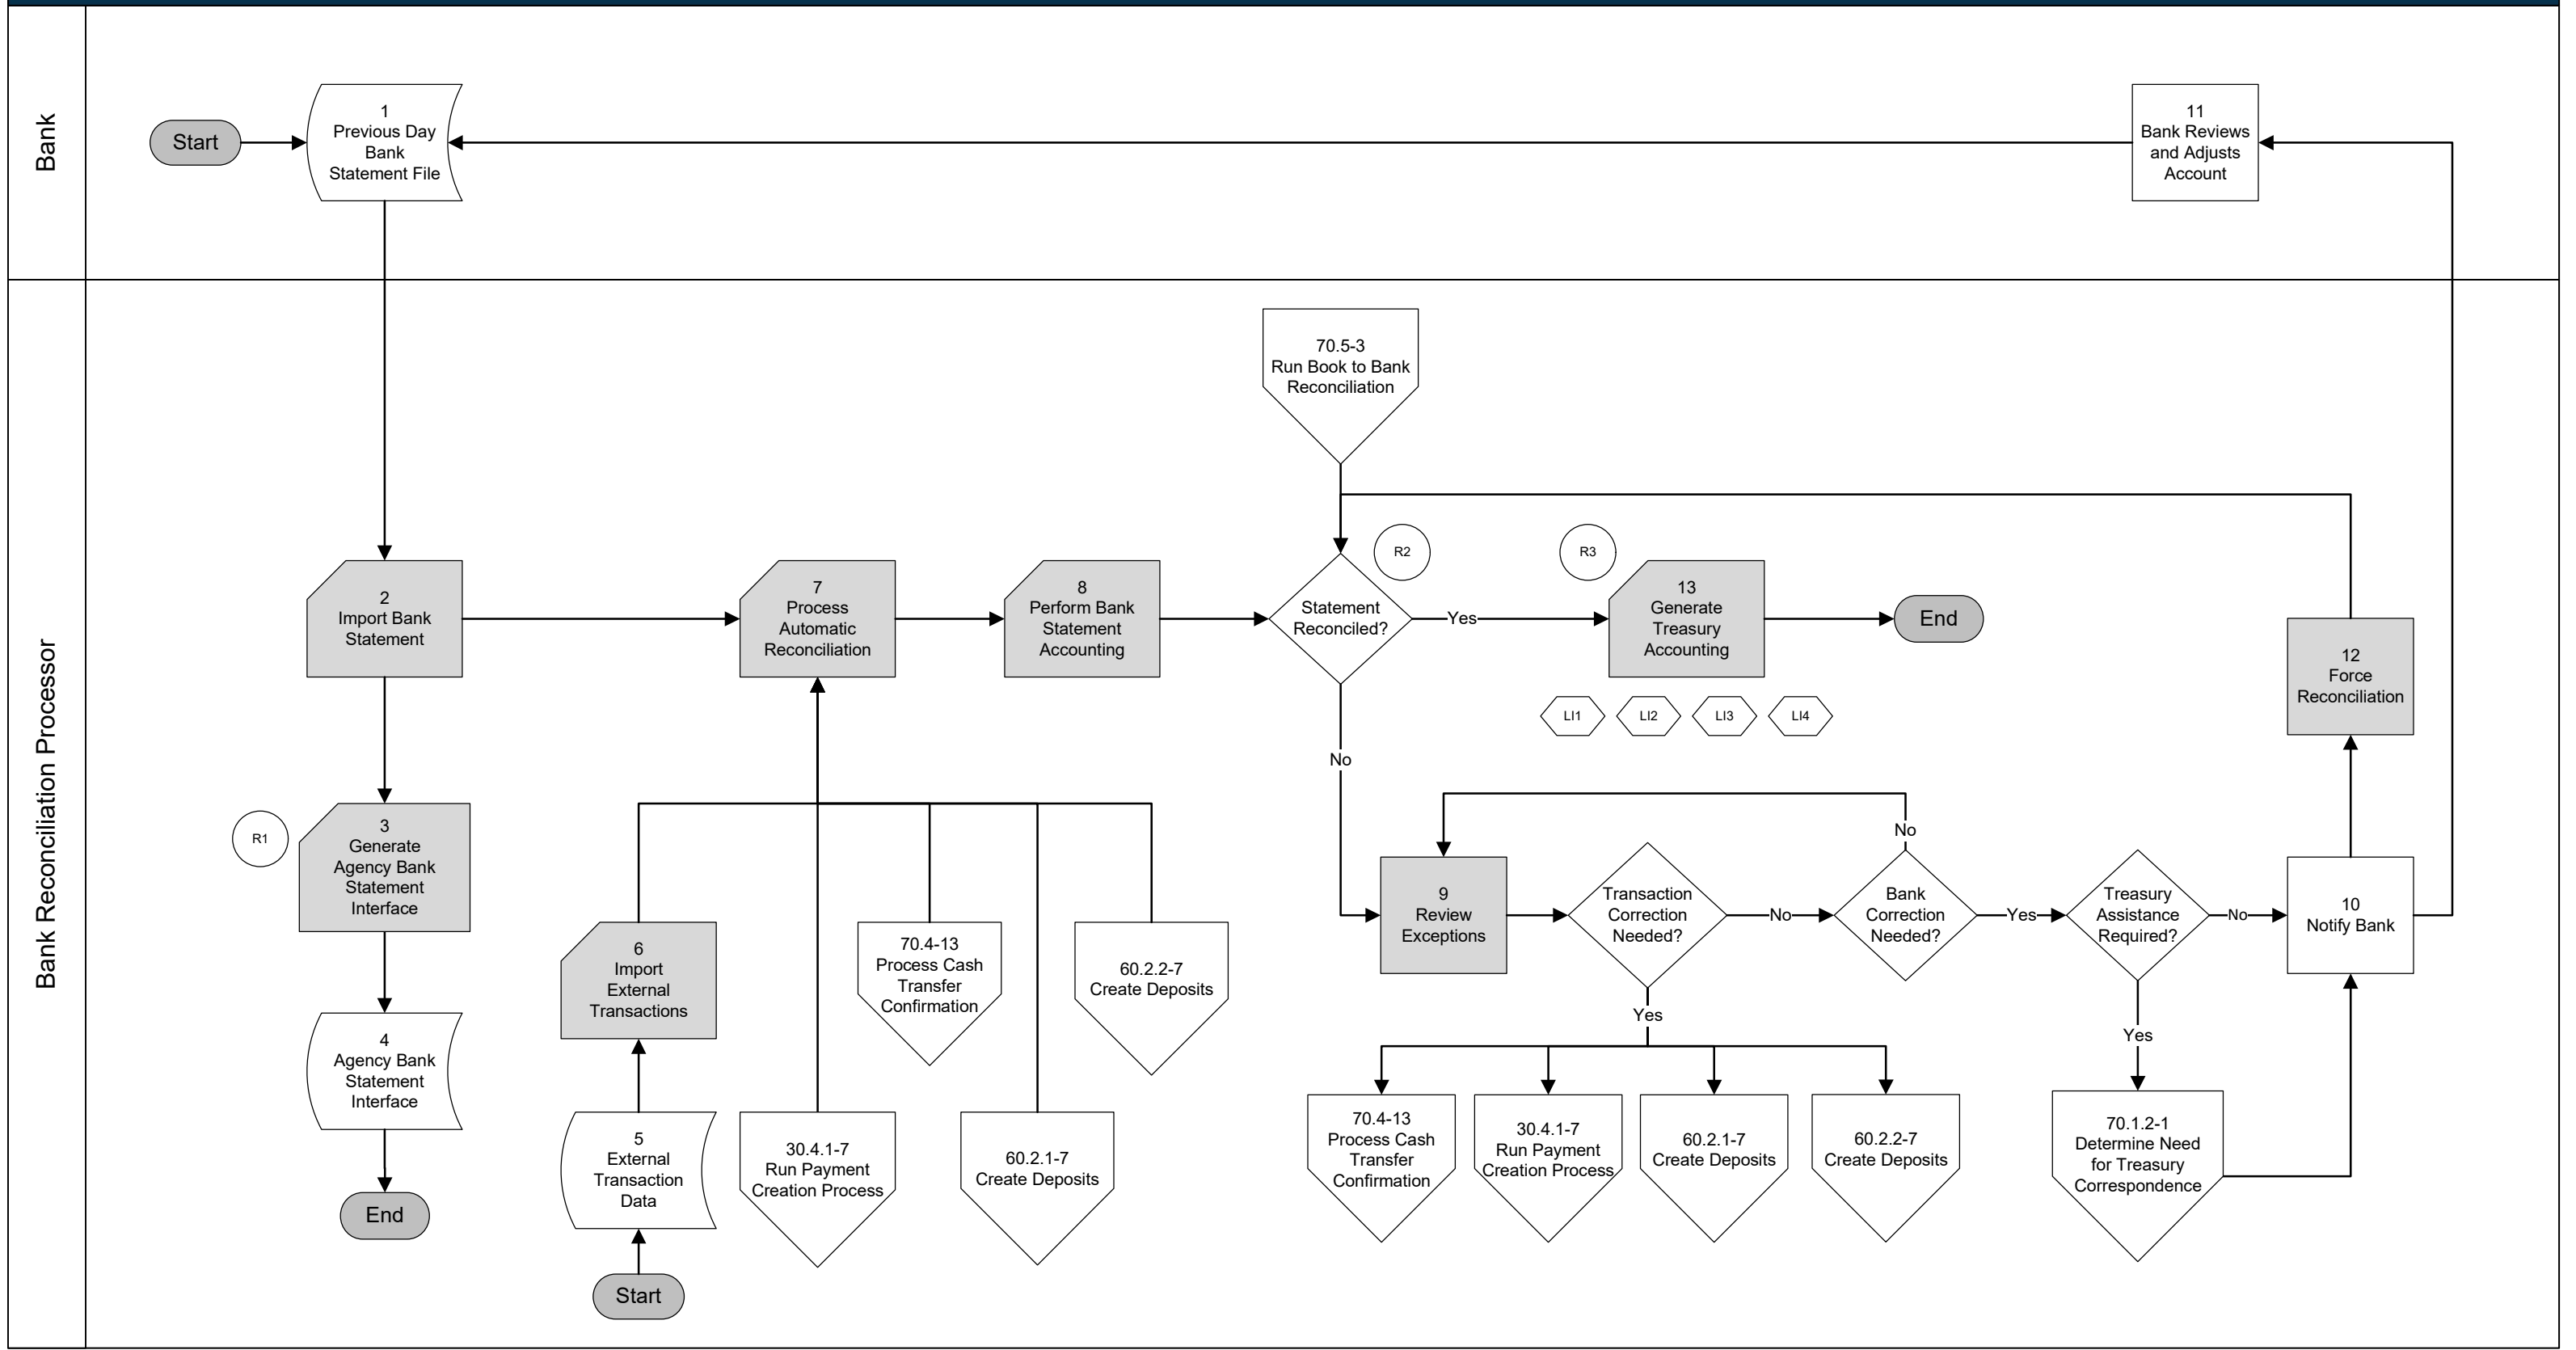 Bank
Start
1
Previous Day
Bank
Statement File
11
Bank Reviews
and Adjusts
Account
Bank Reconciliation Processor
70.5-3
Run Book to Bank
Reconciliation
2
Import Bank
Statement
7
Process
Automatic
Reconciliation
8
Perform Bank
Statement
Accounting
Statement
Reconciled?
R2
Yes
R3
13
Generate
Treasury
Accounting
End
LI1
LI2
LI3
LI4
12
Force
Reconciliation
No
R1
3
Generate
Agency Bank
Statement
Interface
4
Agency Bank
Statement
Interface
End
6
Import
External
Transactions
5
External
Transaction
Data
Start
30.4.1-7
Run Payment
Creation Process
70.4-13
Process Cash
Transfer
Confirmation
60.2.1-7
Create Deposits
60.2.2-7
Create Deposits
9
Review
Exceptions
Transaction
Correction
Needed?
No
Bank
Correction
Needed?
No
Yes
Treasury
Assistance
Required?
No
10
Notify Bank
Yes
70.4-13
Process Cash
Transfer
Confirmation
30.4.1-7
Run Payment
Creation Process
60.2.1-7
Create Deposits
60.2.2-7
Create Deposits
Yes
70.1.2-1
Determine Need
for Treasury
Correspondence